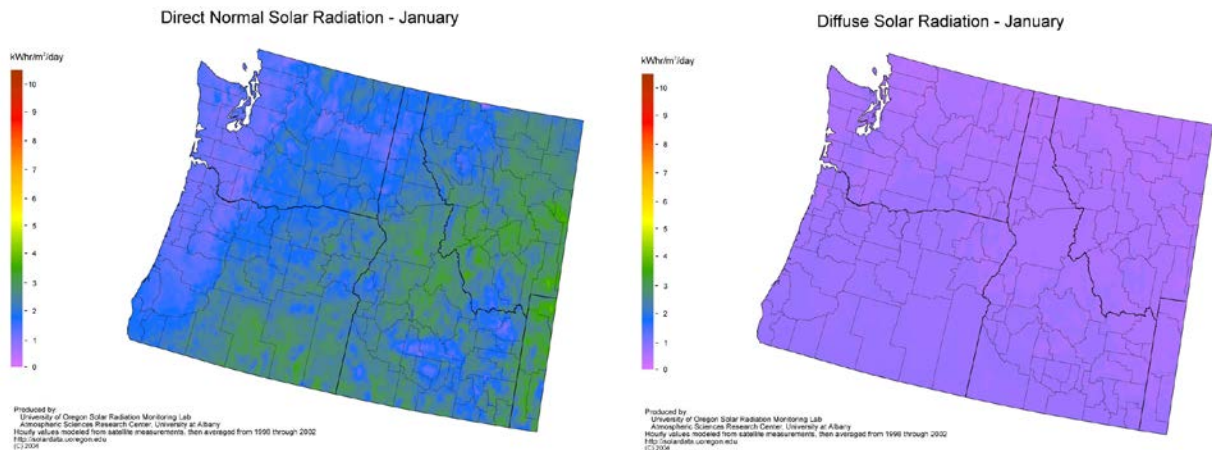 Direct Normal Solar Radiation - January
kWhr/m²/day
10
9
8
7
6
5
4
3
2
1
0
Produced by:
University of Oregon Solar Radiation Monitoring Lab
Atmospheric Sciences Research Center, University at Albany
Hourly values modeled from satellite measurements, then averaged from 1998 through 2002
http://solardata.uoregon.edu
(C) 2004
Diffuse Solar Radiation - January
kWhr/m²/day
10
9
8
7
6
5
4
3
2
1
0
Produced by:
University of Oregon Solar Radiation Monitoring Lab
Atmospheric Sciences Research Center, University at Albany
Hourly values modeled from satellite measurements, then averaged from 1998 through 2002
http://solardata.uoregon.edu
(C) 2004